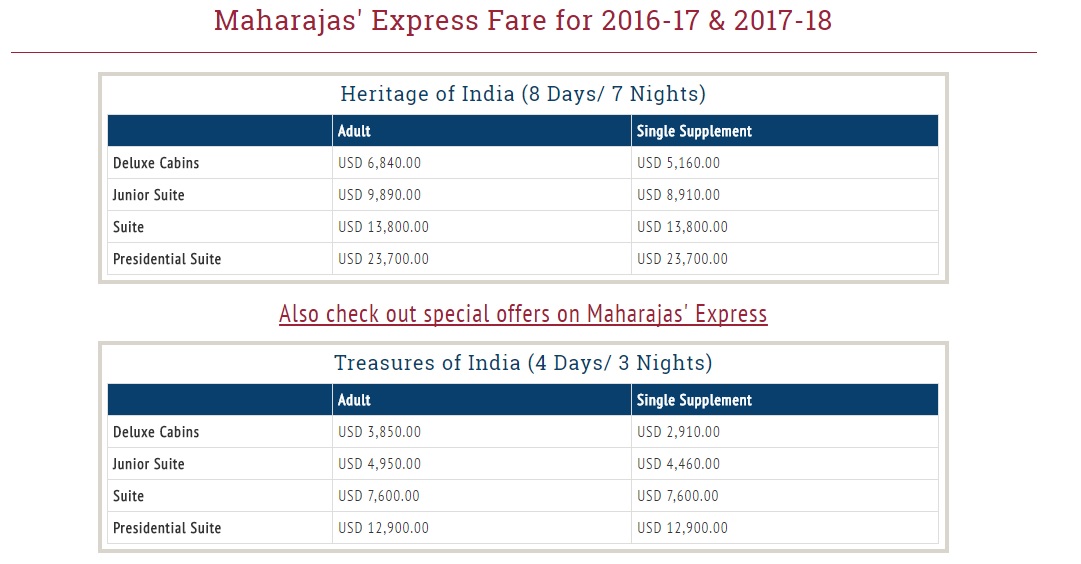 Maharajas' Express Fare for 2016-17 & 2017-18
Heritage of India (8 Days/ 7 Nights)
Adult Single Supplement
Deluxe Cabins USD 6,840.00 USD 5,160.00
Junior Suite USD 9,890.00 USD 8,910.00
Suite USD 13,800.00 USD 13,800.00
Presidential Suite USD 23,700.00 USD 23,700.00
Also check out special offers on Maharajas' Express
Treasures of India (4 Days/ 3 Nights)
Adult Single Supplement
Deluxe Cabins USD 3,850.00 USD 2,910.00
Junior Suite USD 4,950.00 USD 4,460.00
Suite USD 7,600.00 USD 7,600.00
Presidential Suite USD 12,900.00 USD 12,900.00